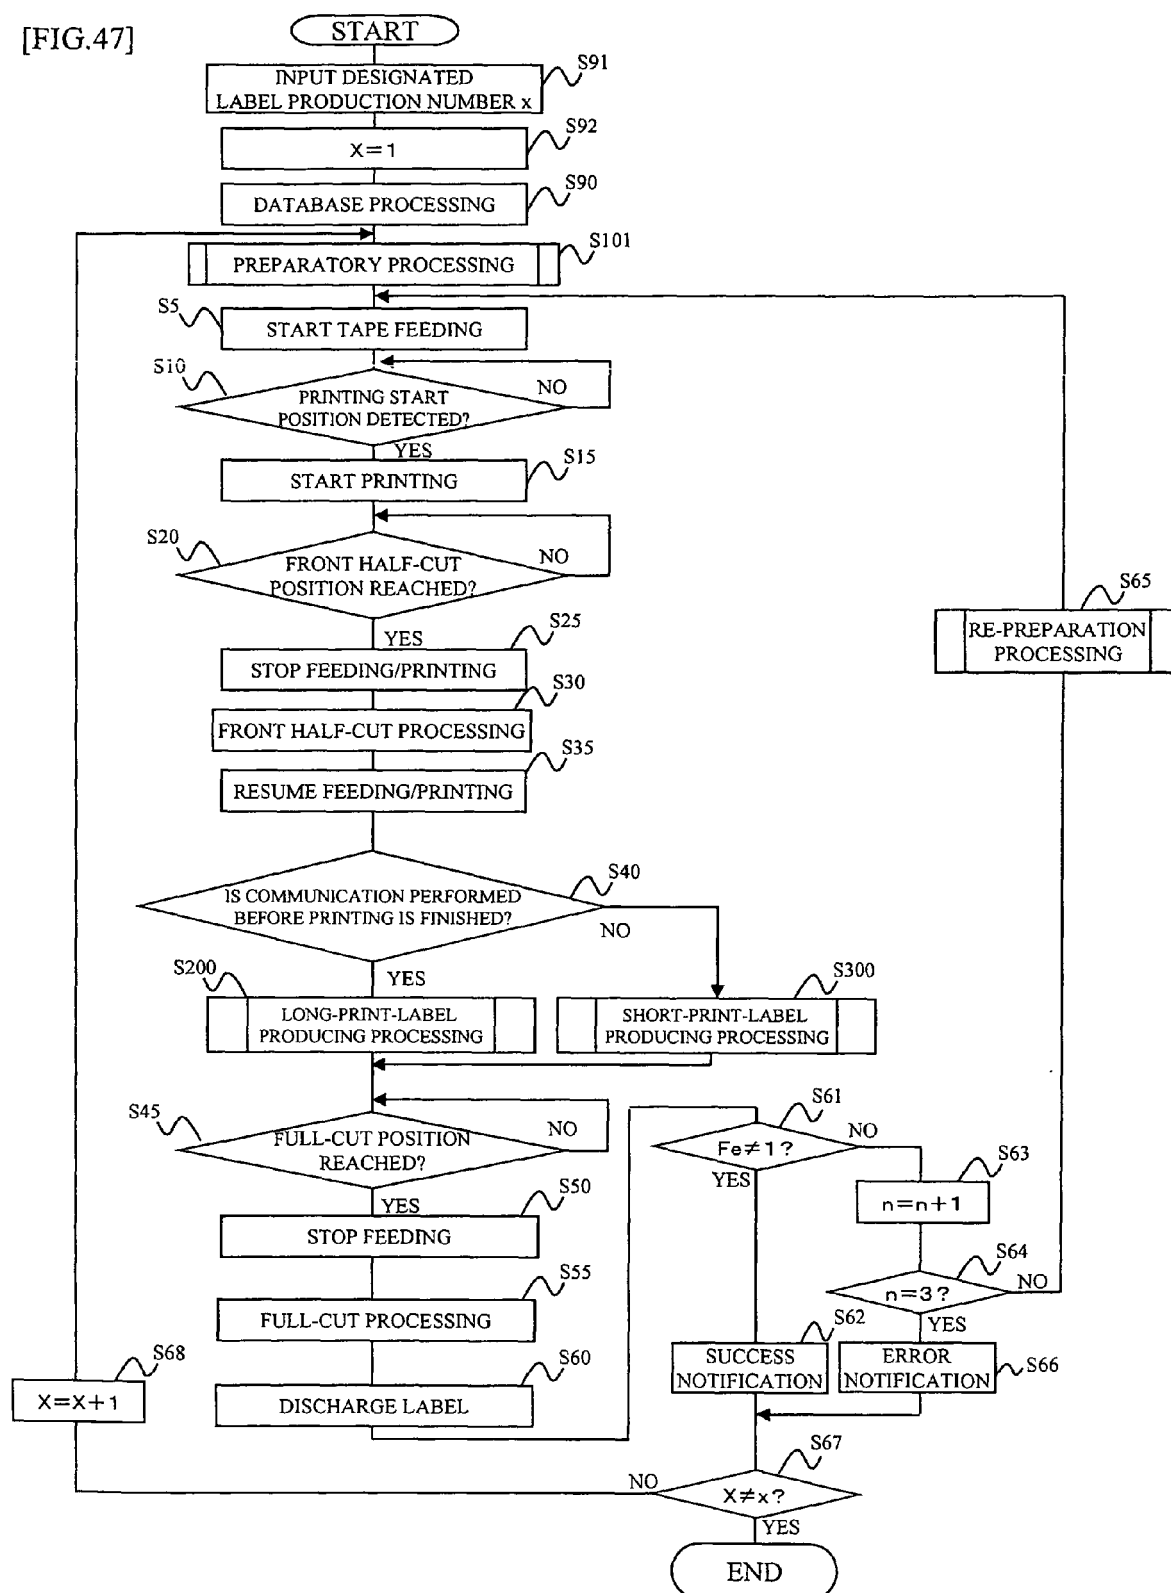 [FIG.47]
START
S91
INPUT DESIGNATED
LABEL PRODUCTION NUMBER x
S92
X=1
S90
DATABASE PROCESSING
S101
PREPARATORY PROCESSING
S5
START TAPE FEEDING
S10
NO
PRINTING START
POSITION DETECTED?
YES
S15
START PRINTING
S20
NO
FRONT HALF-CUT
POSITION REACHED?
S65
RE-PREPARATION
PROCESSING
YES
S25
STOP FEEDING/PRINTING
S30
FRONT HALF-CUT PROCESSING
S35
RESUME FEEDING/PRINTING
S40
IS COMMUNICATION PERFORMED
BEFORE PRINTING IS FINISHED?
NO
YES
S200
LONG-PRINT-LABEL
PRODUCING PROCESSING
S300
SHORT-PRINT-LABEL
PRODUCING PROCESSING
S45
NO
FULL-CUT POSITION
REACHED?
YES
S50
STOP FEEDING
S55
FULL-CUT PROCESSING
S60
DISCHARGE LABEL
S61
Fe≠1?
NO
YES
S63
n=n+1
S64
n=3?
NO
YES
S62
SUCCESS
NOTIFICATION
ERROR
NOTIFICATION
S66
S68
X=X+1
S67
NO
X≠x?
YES
END